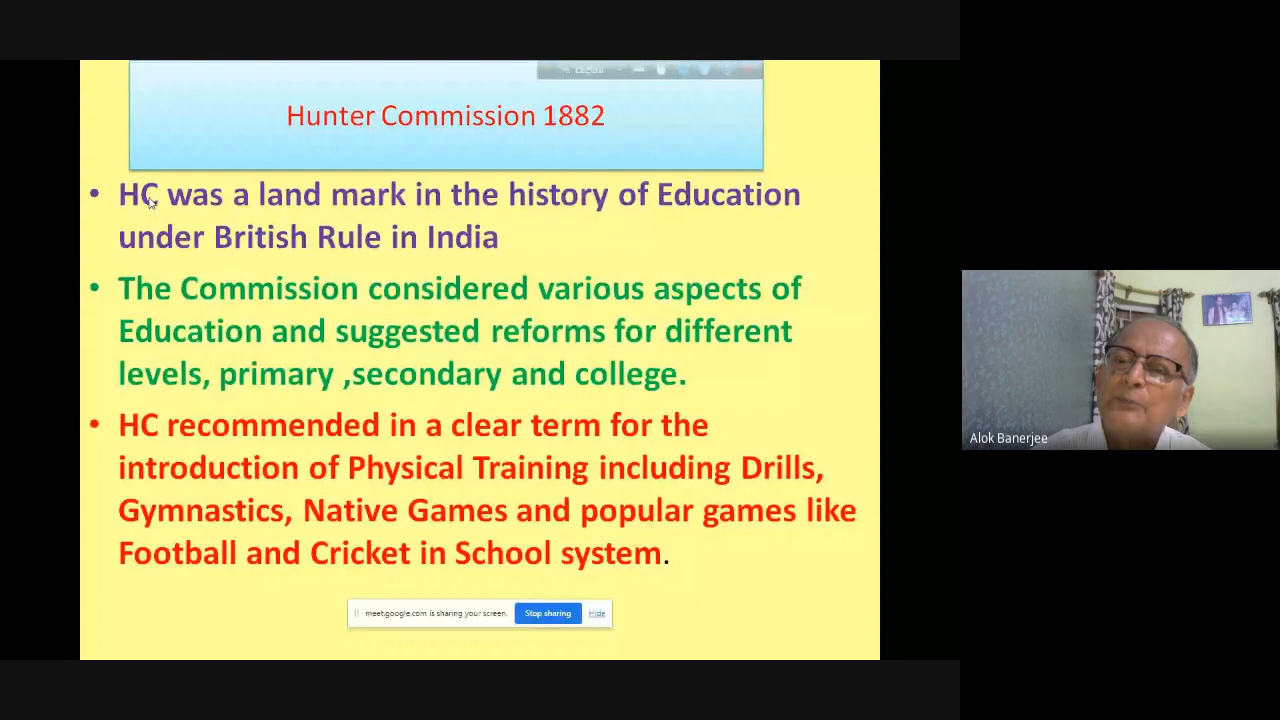 Hunter Commission 1882
• HC was a land mark in the history of Education
under British Rule in India
• The Commission considered various aspects of
Education and suggested reforms for different
levels, primary ,secondary and college.
• HC recommended in a clear term for the
introduction of Physical Training including Drills,
Gymnastics, Native Games and popular games like
Football and Cricket in School system.
meet.google.com is sharing your screen. Stop sharing Hide
Alok Banerjee